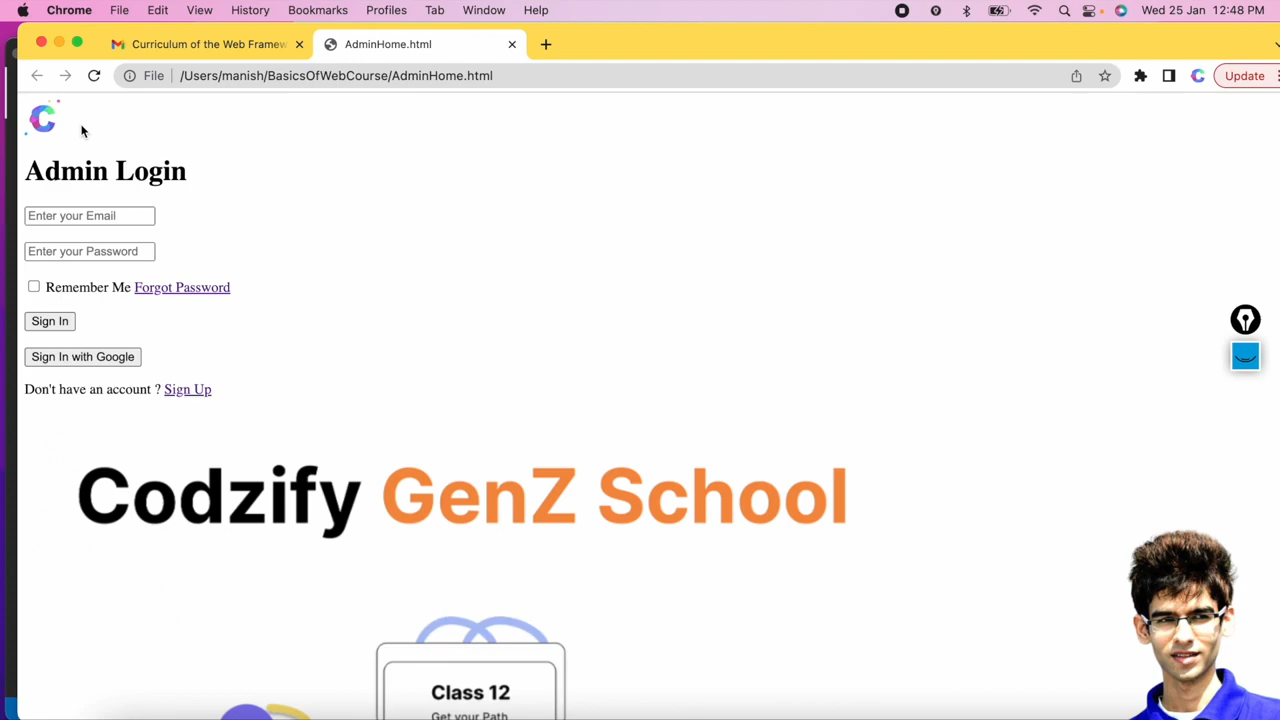 Chrome File Edit View History Bookmarks Profiles Tab Window Help Wed 25 Jan 12:48 PM
Curriculum of the Web Framew AdminHome.html
File /Users/manish/BasicsOfWebCourse/AdminHome.html Update
C
Admin Login
Enter your Email
Enter your Password
Remember Me Forgot Password
Sign In
Sign In with Google
Don't have an account ? Sign Up
Codzify GenZ School
Class 12
Get your Path